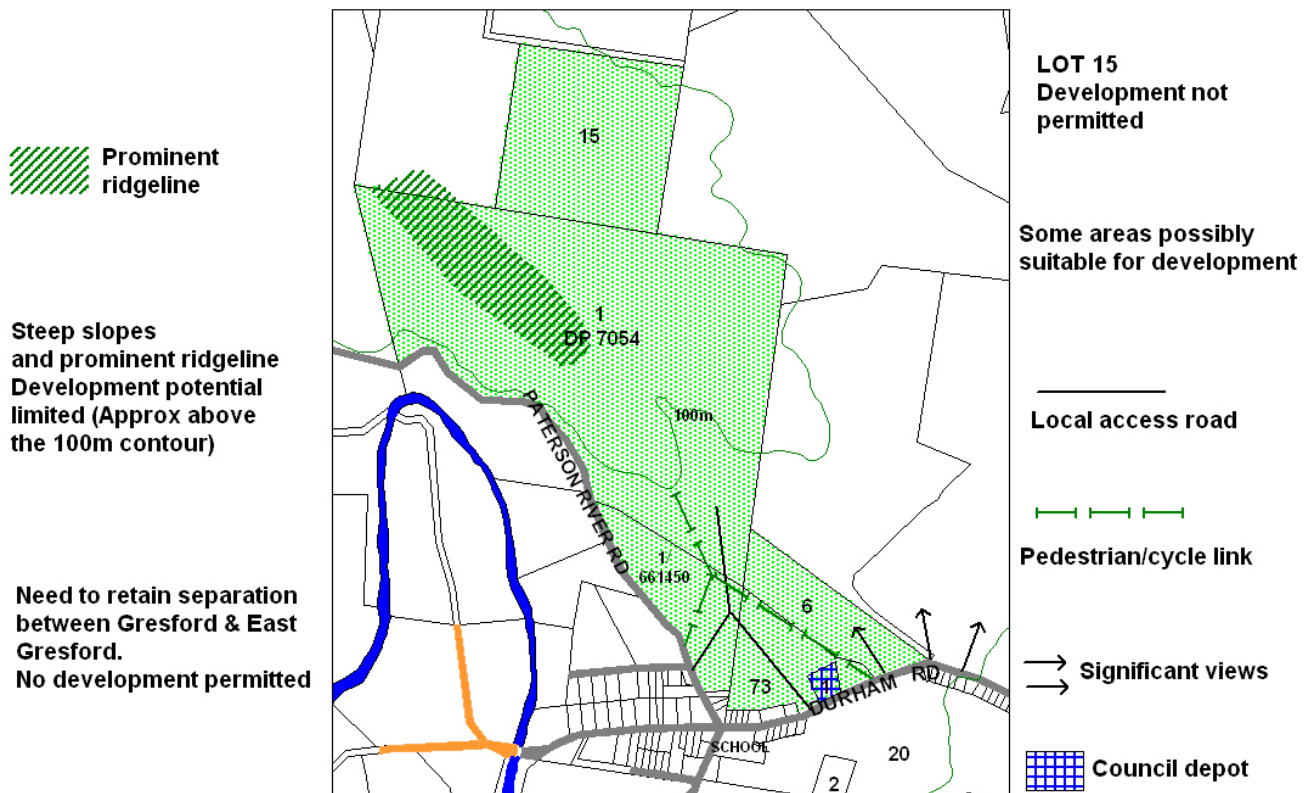 Prominent
ridgeline
Steep slopes
and prominent ridgeline
Development potential
limited (Approx above
the 100m contour)
Need to retain separation
between Gresford & East
Gresford.
No development permitted
15
1
DP 7054
100m
PATERSON RIVER RD
1
661450
6
73
1
DURHAM RD
SCHOOL
20
2
LOT 15
Development not
permitted
Some areas possibly
suitable for development
Local access road
Pedestrian/cycle link
Significant views
Council depot